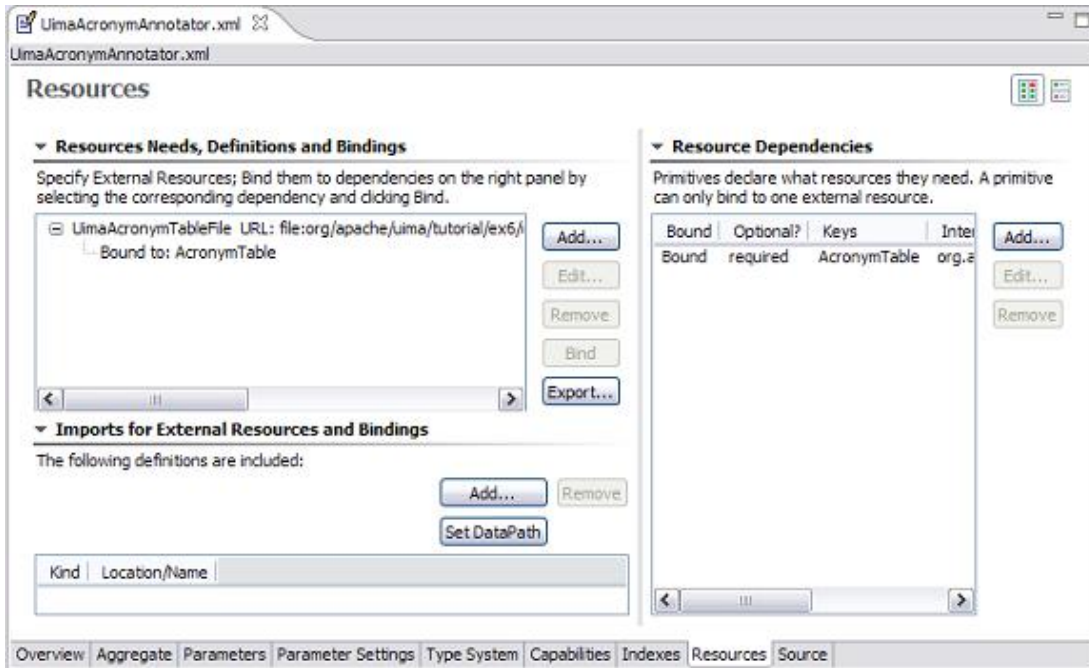 UimaAcronymAnnotator.xml
UimaAcronymAnnotator.xml
Resources
Resources Needs, Definitions and Bindings
Specify External Resources; Bind them to dependencies on the right panel by
selecting the corresponding dependency and clicking Bind.
UimaAcronymTableFile URL: file:org/apache/uima/tutorial/ex6/
Bound to: AcronymTable
Add...
Edit...
Remove
Bind
Export...
Imports for External Resources and Bindings
The following definitions are included:
Add... Remove
Set DataPath
Kind Location/Name
Resource Dependencies
Primitives declare what resources they need. A primitive
can only bind to one external resource.
Bound Optional? Keys Inter
Bound required AcronymTable org.a
Add...
Edit...
Remove
Overview Aggregate Parameters Parameter Settings Type System Capabilities Indexes Resources Source